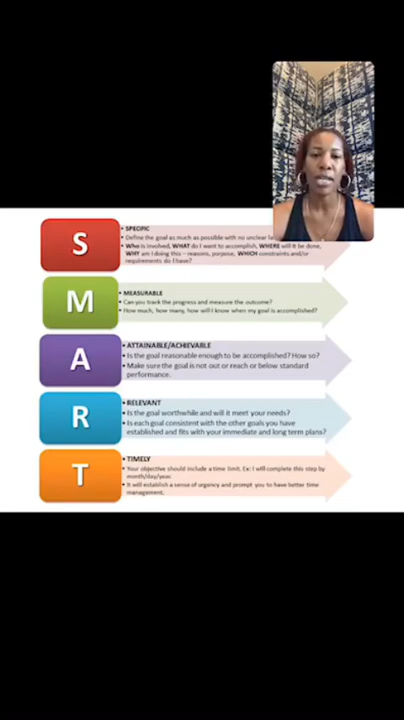 S
• SPECIFIC
• Define the goal as much as possible with no unclear
• Who is involved, WHAT do I want to accomplish, WHERE will it be done,
WHY am I doing this – reasons, purpose, WHICH constraints and/or
requirements do I have?
M
• MEASURABLE
• Can you track the progress and measure the outcome?
• How much, how many, how will I know when my goal is accomplished?
A
• ATTAINABLE/ACHIEVABLE
• Is the goal reasonable enough to be accomplished? How so?
• Make sure the goal is not out or reach or below standard
performance.
R
• RELEVANT
• Is the goal worthwhile and will it meet your needs?
• Is each goal consistent with the other goals you have
established and fits with your immediate and long term plans?
T
• TIMELY
• Your objective should include a time limit. Ex: I will complete this step by
month/day/year.
• It will establish a sense of urgency and prompt you to have better time
management.